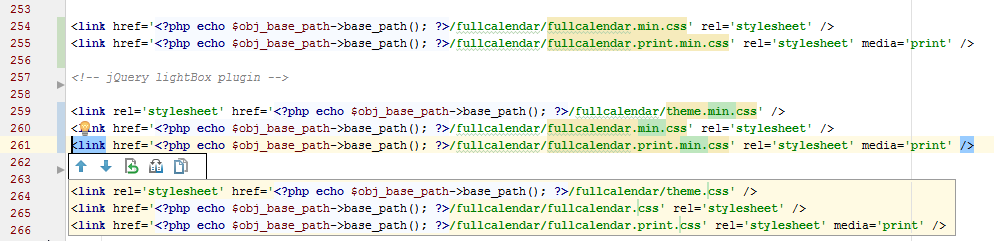 253
254 <link href='<?php echo $obj_base_path->base_path(); ?>/fullcalendar/fullcalendar.min.css' rel='stylesheet' />
255 <link href='<?php echo $obj_base_path->base_path(); ?>/fullcalendar/fullcalendar.print.min.css' rel='stylesheet' media='print' />
256
257 <!-- jQuery lightBox plugin -->
258
259 <link rel='stylesheet' href='<?php echo $obj_base_path->base_path(); ?>/fullcalendar/theme.min.css' />
260 <link href='<?php echo $obj_base_path->base_path(); ?>/fullcalendar/fullcalendar.min.css' rel='stylesheet' />
261 <link href='<?php echo $obj_base_path->base_path(); ?>/fullcalendar/fullcalendar.print.min.css' rel='stylesheet' media='print' />
262
263 <link rel='stylesheet' href='<?php echo $obj_base_path->base_path(); ?>/fullcalendar/theme.css' />
264 <link href='<?php echo $obj_base_path->base_path(); ?>/fullcalendar/fullcalendar.css' rel='stylesheet' />
265 <link href='<?php echo $obj_base_path->base_path(); ?>/fullcalendar/fullcalendar.print.css' rel='stylesheet' media='print' />
266